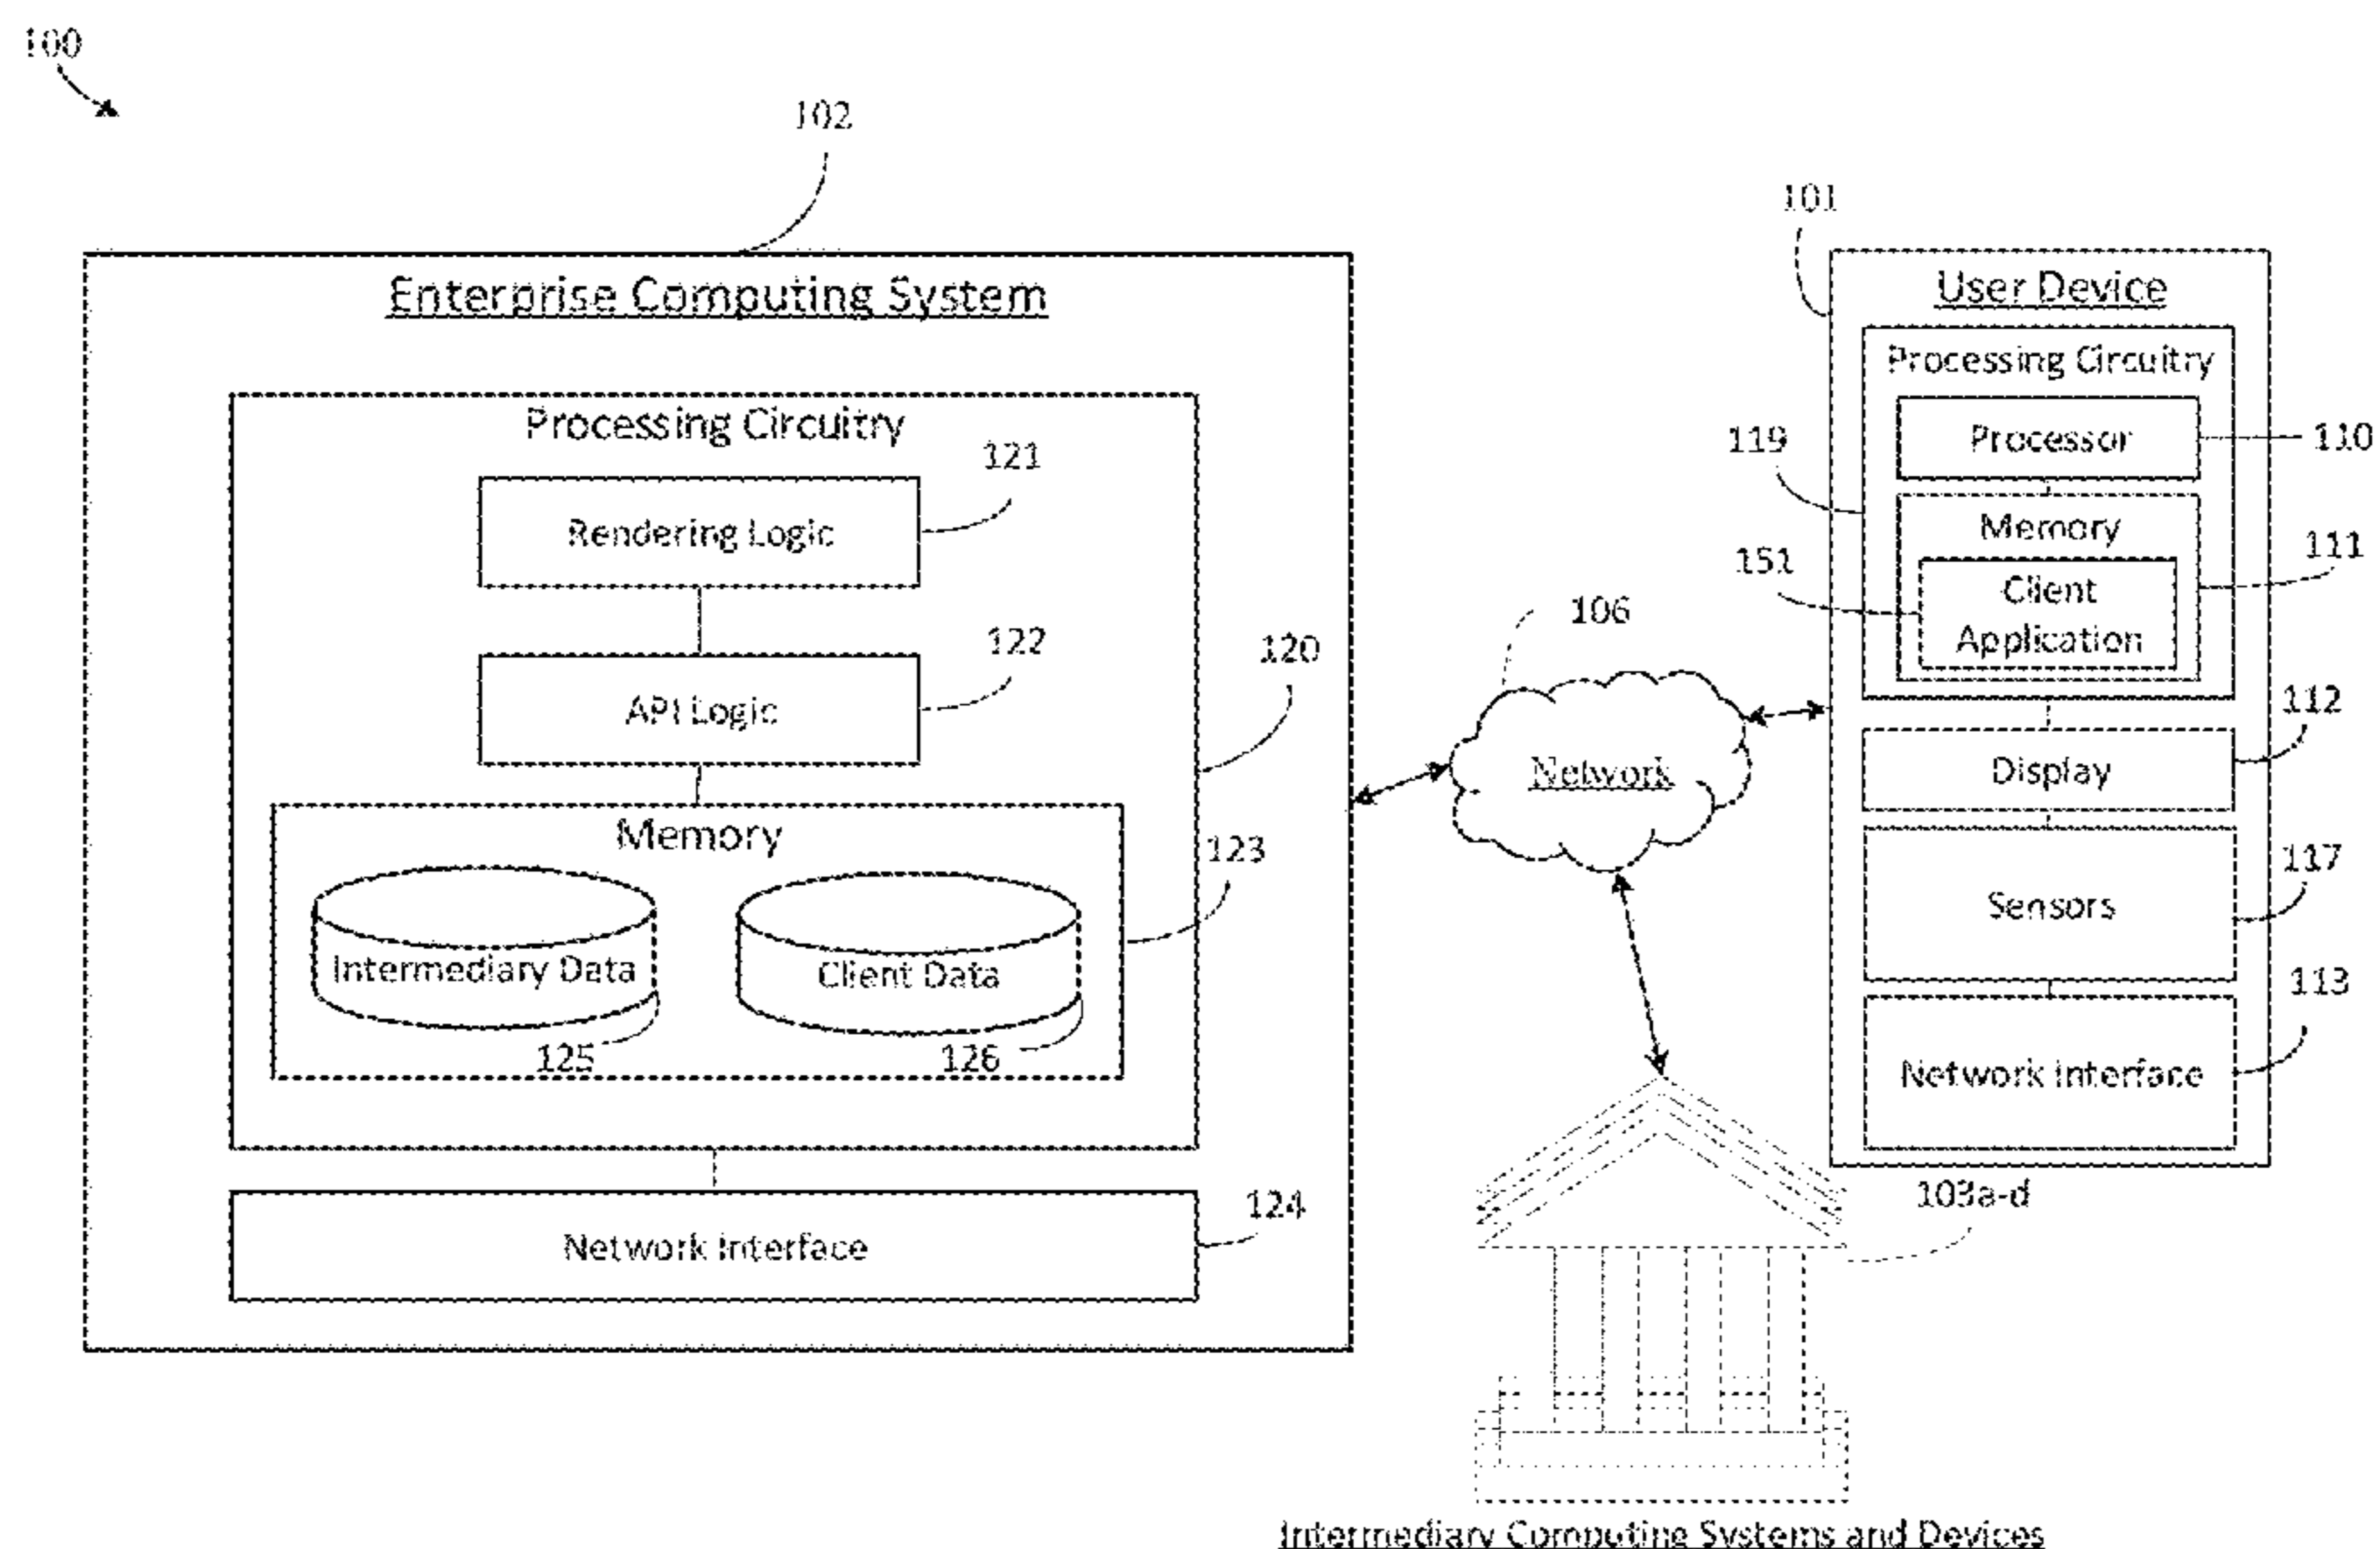 100
102
Enterprise Computing System
Processing Circuitry
121
Rendering Logic
122
API Logic
120
Memory
123
Intermediary Data
Client Data
125
126
124
Network Interface
106
Network
101
User Device
Processing Circuitry
119
Processor
110
Memory
111
151
Client
Application
112
Display
117
Sensors
113
Network Interface
103a-d
Intermediary Computing Systems and Devices